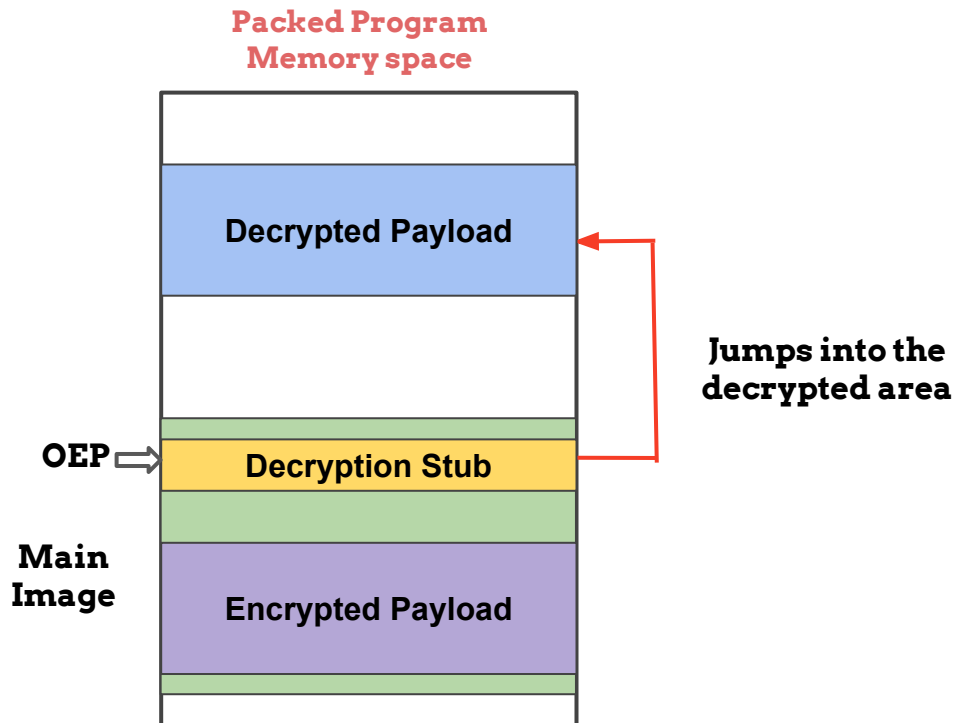 Packed Program
Memory space
Decrypted Payload
Jumps into the
decrypted area
OEP
Decryption Stub
Main
Image
Encrypted Payload